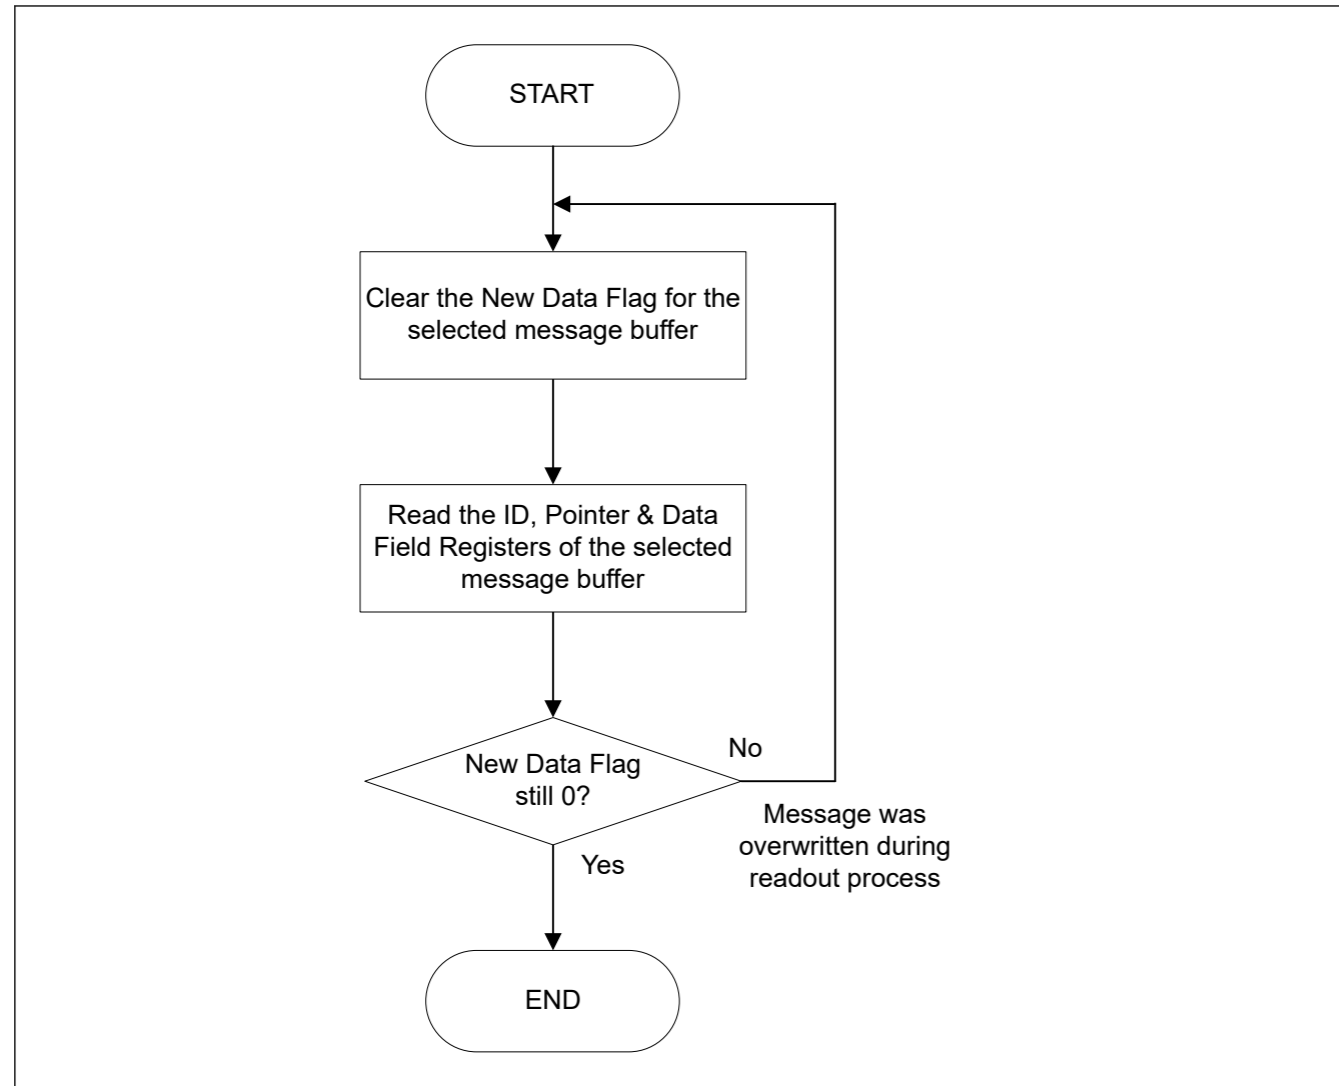 START
Clear the New Data Flag for the
selected message buffer
Read the ID, Pointer & Data
Field Registers of the selected
message buffer
New Data Flag
still 0?
No
Message was
overwritten during
readout process
Yes
END